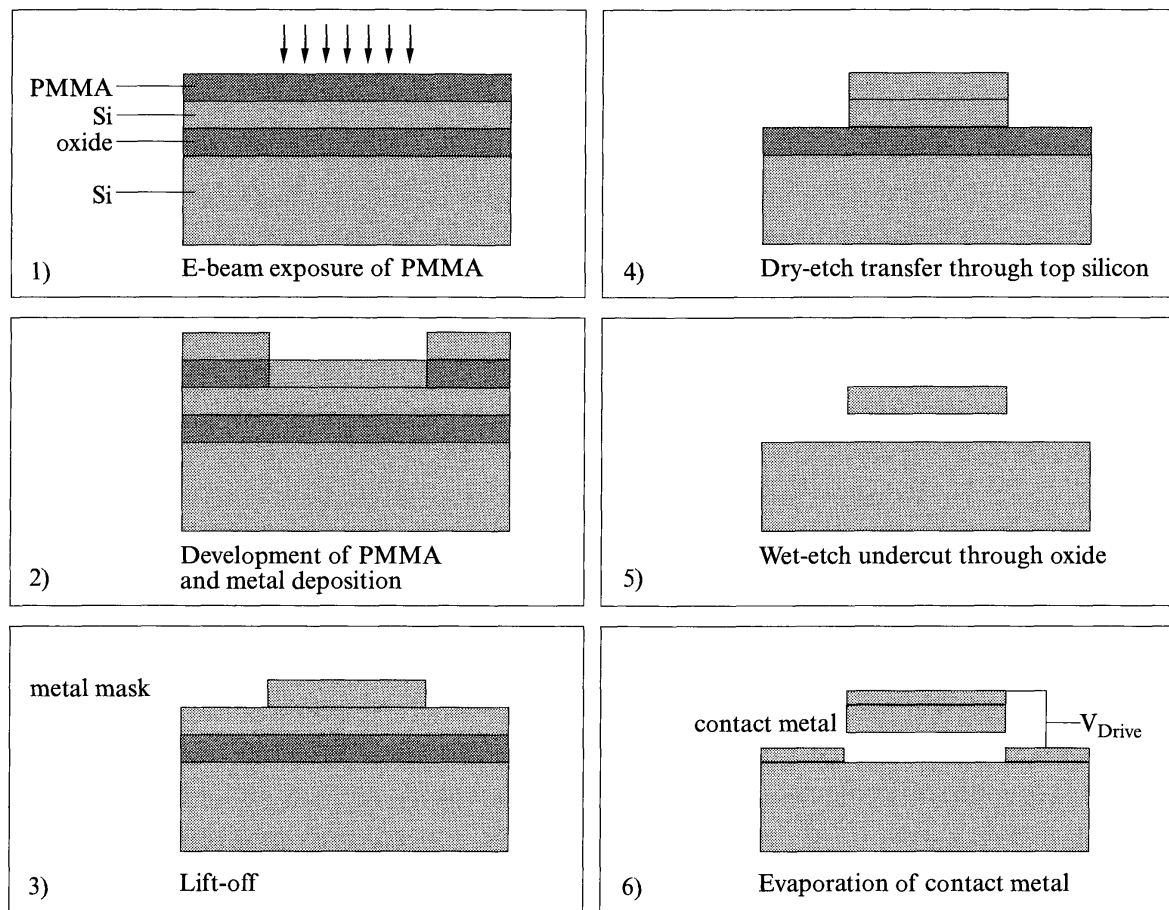 PMMA
Si
oxide
Si
1)
E-beam exposure of PMMA
2)
Development of PMMA
and metal deposition
metal mask
3)
Lift-off
4)
Dry-etch transfer through top silicon
5)
Wet-etch undercut through oxide
contact metal
V_Drive
6)
Evaporation of contact metal